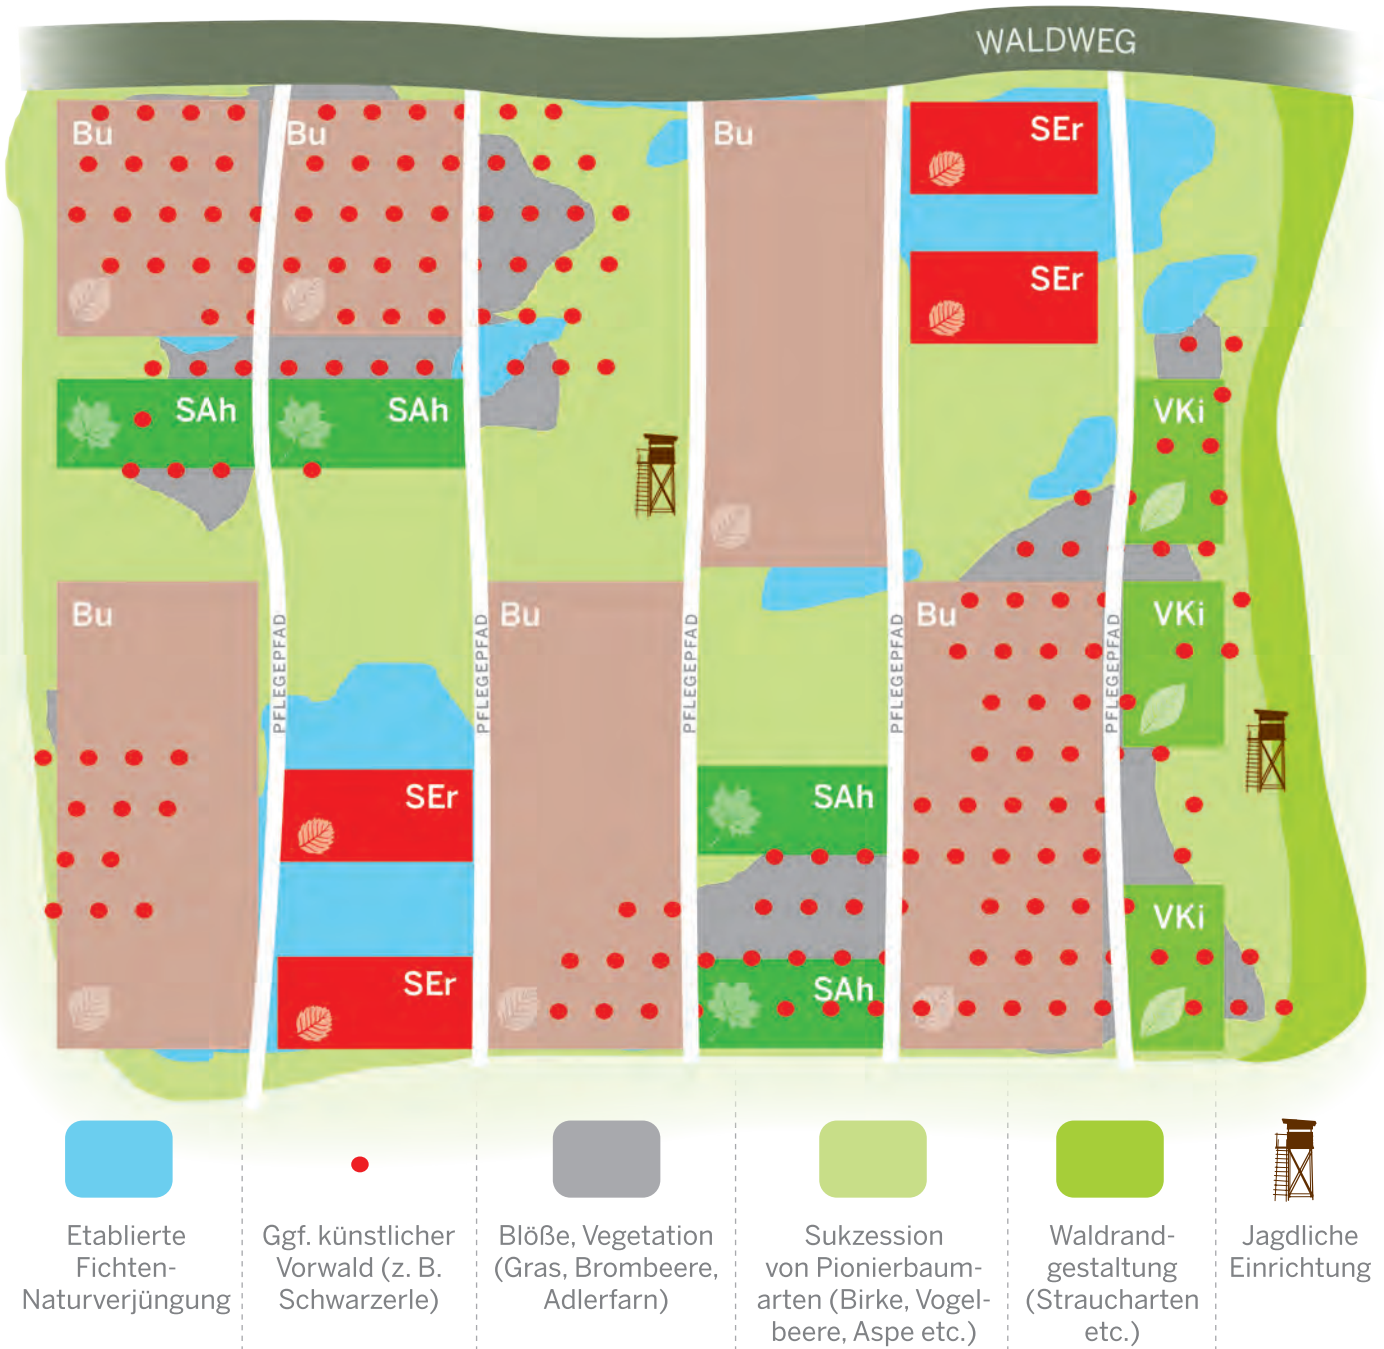 WALDWEG
Bu
Bu
Bu
SEr
SEr
SAh
SAh
VKi
Bu
Bu
Bu
VKi
PFLEGEPFAD
PFLEGEPFAD
PFLEGEPFAD
PFLEGEPFAD
PFLEGEPFAD
SEr
SAh
VKi
SEr
SAh
Etablierte
Fichten-
Naturverjüngung
Ggf. künstlicher
Vorwald (z. B.
Schwarzerle)
Blöße, Vegetation
(Gras, Brombeere,
Adlerfarn)
Sukzession
von Pionierbaum-
arten (Birke, Vogel-
beere, Aspe etc.)
Waldrand-
gestaltung
(Straucharten
etc.)
Jagdliche
Einrichtung